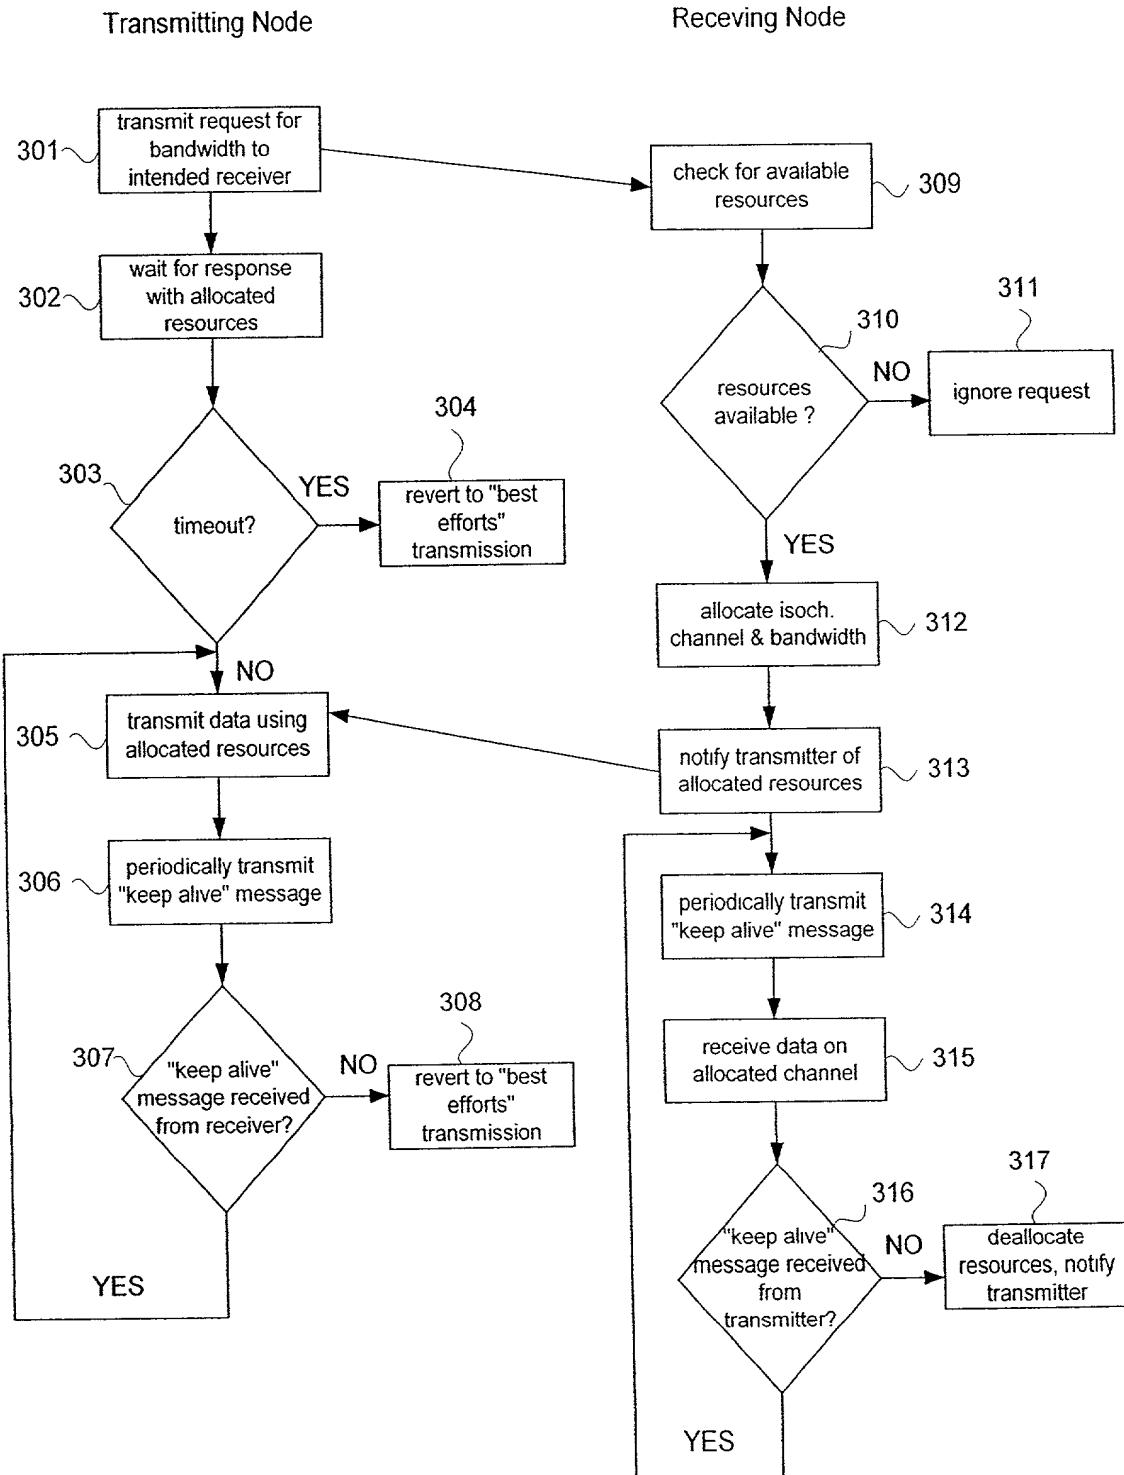 Transmitting Node
Receving Node
301
transmit request for
bandwidth to
intended receiver
302
wait for response
with allocated
resources
303
timeout?
YES
304
revert to "best
efforts"
transmission
NO
305
transmit data using
allocated resources
306
periodically transmit
"keep alive" message
307
"keep alive"
message received
from receiver?
NO
308
revert to "best
efforts"
transmission
YES
check for available
resources
309
310
resources
available ?
NO
311
ignore request
YES
allocate isoch.
channel & bandwidth
312
notify transmitter of
allocated resources
313
periodically transmit
"keep alive" message
314
receive data on
allocated channel
315
316
"keep alive"
message received
from
transmitter?
NO
317
deallocate
resources, notify
transmitter
YES